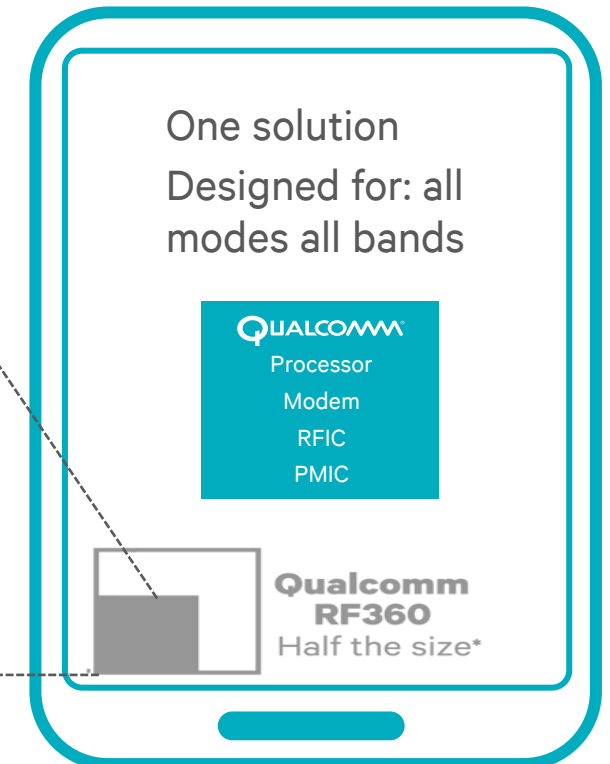 One solution
Designed for: all
modes all bands
QUALCOMM®
Processor
Modem
RFIC
PMIC
Qualcomm
RF360
Half the size*